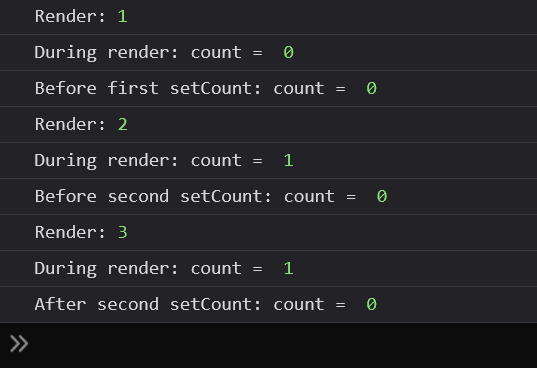 Render: 1
During render: count =  0
Before first setCount: count =  0
Render: 2
During render: count =  1
Before second setCount: count =  0
Render: 3
During render: count =  1
After second setCount: count =  0